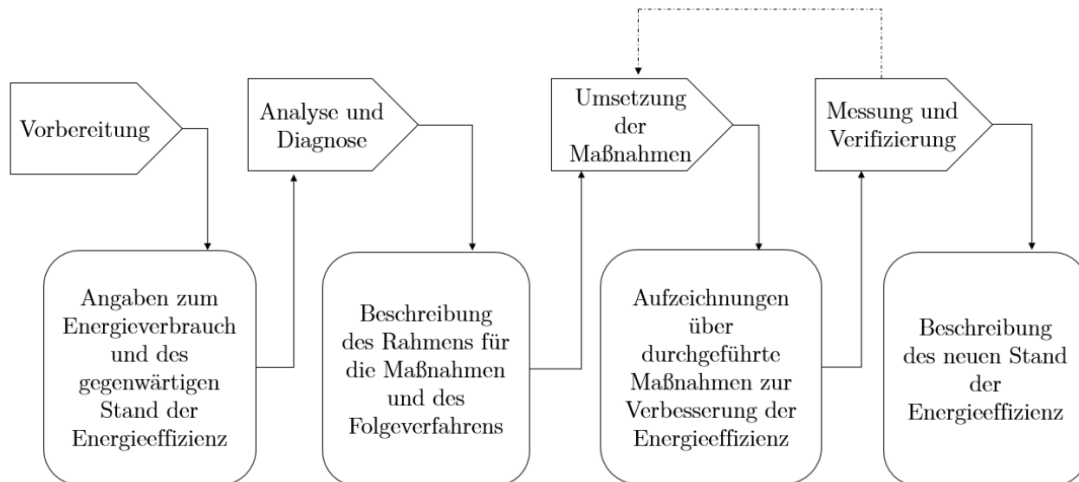 Vorbereitung
Analyse und
Diagnose
Umsetzung
der
Maßnahmen
Messung und
Verifizierung
Angaben zum
Energieverbrauch
und des
gegenwärtigen
Stand der
Energieeffizienz
Beschreibung
des Rahmens für
die Maßnahmen
und des
Folgeverfahrens
Aufzeichnungen
über
durchgeführte
Maßnahmen zur
Verbesserung der
Energieeffizienz
Beschreibung
des neuen Stand
der
Energieeffizienz